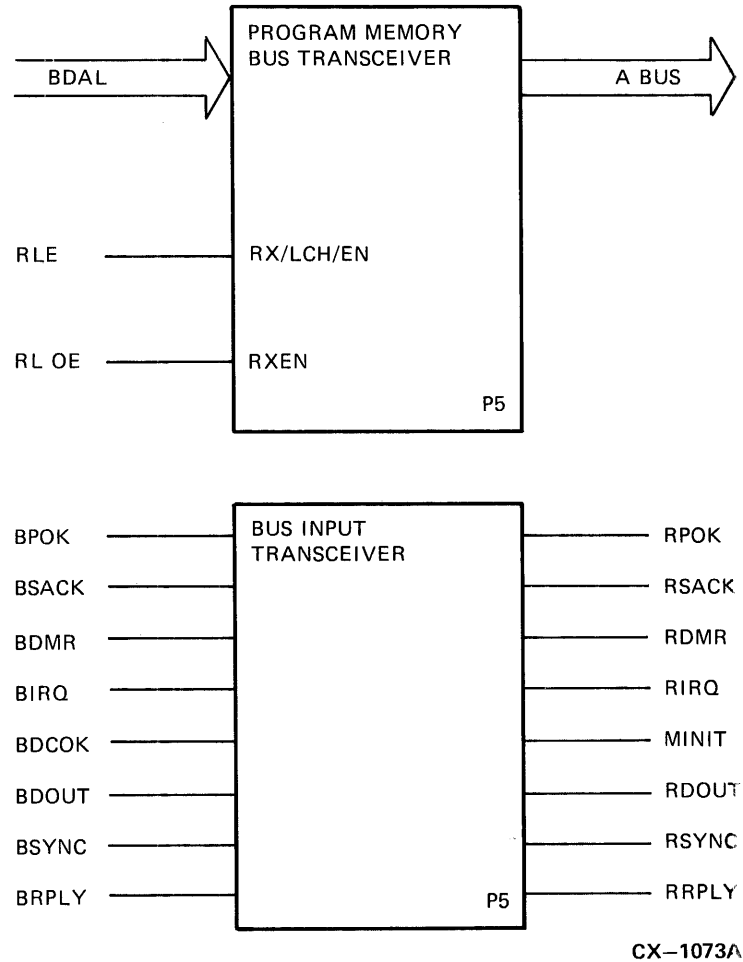 PROGRAM MEMORY
BUS TRANSCEIVER
BDAL
A BUS
RLE
RX/LCH/EN
RL OE
RXEN
P5
BUS INPUT
TRANSCEIVER
BPOK
RPOK
BSACK
RSACK
BDMR
RDMR
BIRQ
RIRQ
BDCOK
MINIT
BDOUT
RDOUT
BSYNC
RSYNC
BRPLY
P5
RRPLY
CX-1073A